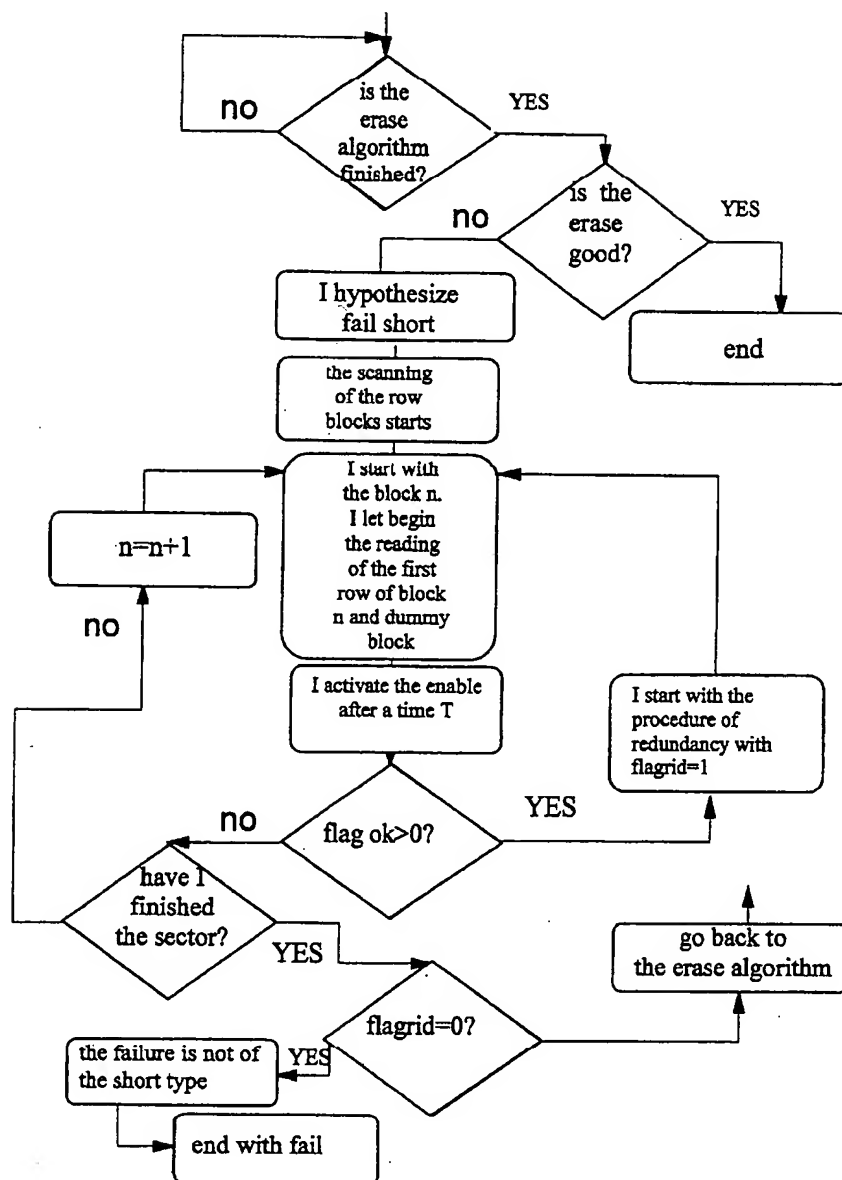 is the
erase
algorithm
finished?
no
YES
is the
erase
good?
no
YES
I hypothesize
fail short
end
the scanning
of the row
blocks starts
I start with
the block n.
I let begin
the reading
of the first
row of block
n and dummy
block
n=n+1
no
I activate the enable
after a time T
I start with the
procedure of
redundancy with
flagrid=1
flag ok>0?
no
YES
have I
finished
the sector?
YES
go back to
the erase algorithm
flagrid=0?
YES
the failure is not of
the short type
end with fail